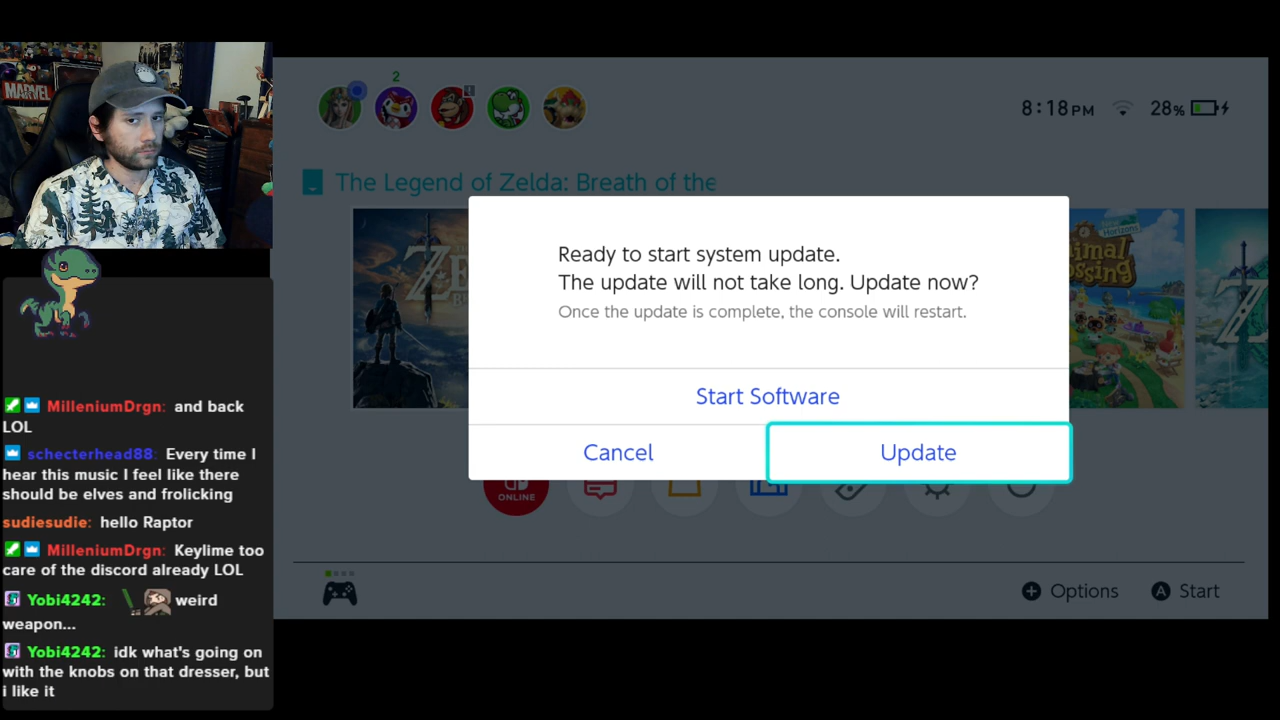 MARVEL
2
8:18 PM
28%
The Legend of Zelda: Breath of the
Horizons
Animal
Crossing
Ready to start system update.
The update will not take long. Update now?
Once the update is complete, the console will restart.
Start Software
Cancel
Update
ONLINE
Options
A Start
MilleniumDrgn: and back
LOL
schecterhead88: Every time I
hear this music I feel like there
should be elves and frolicking
sudiesudie: hello Raptor
MilleniumDrgn: Keylime too
care of the discord already LOL
Yobi4242: weird
weapon...
Yobi4242: idk what's going on
with the knobs on that dresser, but
i like it